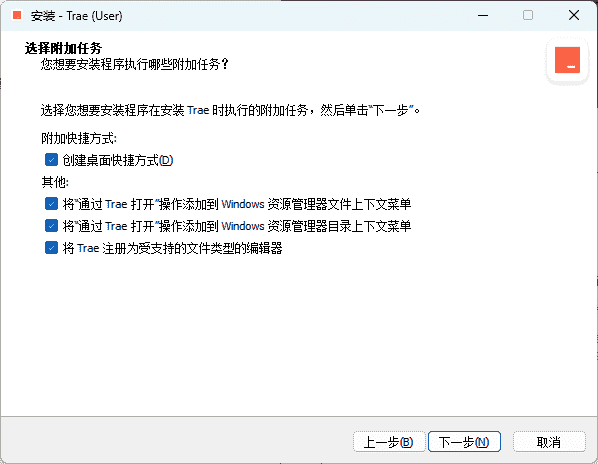 安装 - Trae (User)
选择附加任务
您想要安装程序执行哪些附加任务？
选择您想要安装程序在安装 Trae 时执行的附加任务，然后单击“下一步”。
附加快捷方式:
创建桌面快捷方式(D)
其他:
将“通过 Trae 打开”操作添加到 Windows 资源管理器文件上下文菜单
将“通过 Trae 打开”操作添加到 Windows 资源管理器目录上下文菜单
将 Trae 注册为受支持的文件类型的编辑器
上一步(B) 下一步(N) 取消